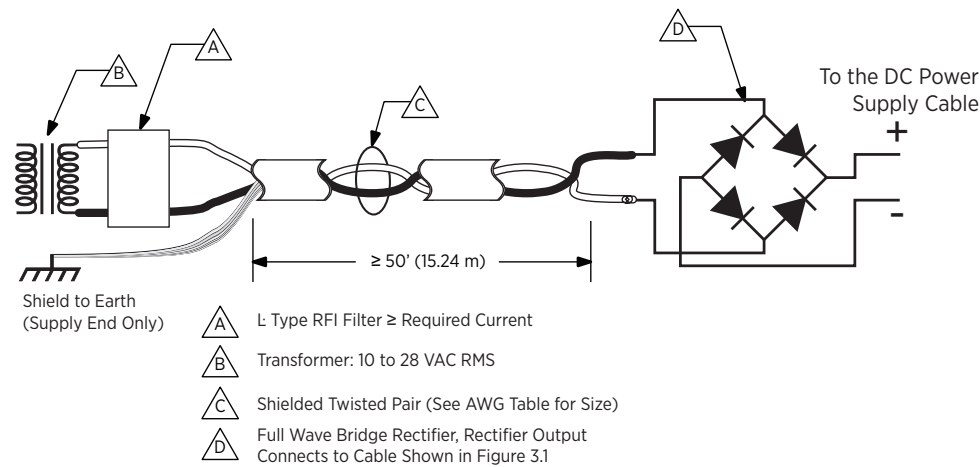 A
B
C
D
To the DC Power
Supply Cable
+
-
≥ 50' (15.24 m)
Shield to Earth
(Supply End Only)
A L- Type RFI Filter ≥ Required Current
B Transformer: 10 to 28 VAC RMS
C Shielded Twisted Pair (See AWG Table for Size)
D Full Wave Bridge Rectifier, Rectifier Output
Connects to Cable Shown in Figure 3.1